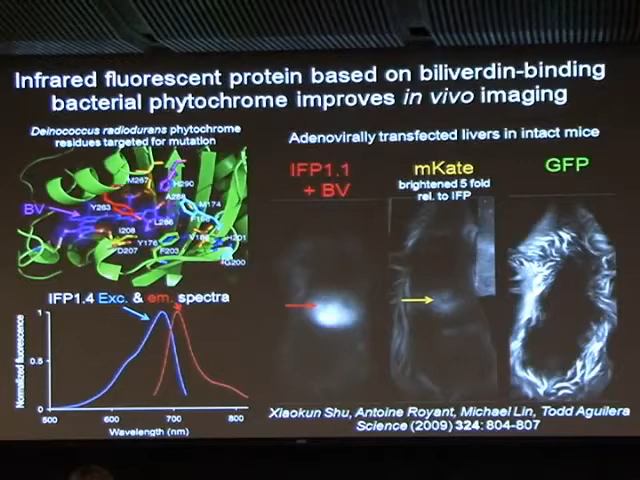 Infrared fluorescent protein based on biliverdin-binding
bacterial phytochrome improves in vivo imaging
Deinococcus radiodurans phytochrome
residues targeted for mutation
Adenovirally transfected livers in intact mice
IFP1.1
+ BV
mKate
brightened 5 fold
rel. to IFP
GFP
M267
H290
A288
Y263
M174
BV
L286
F198
I208
V186
H201
Y176
D207
F203
G200
IFP1.4 Exc. & em. spectra
Normalized fluorescence
1
0.5
0
500
600
700
800
Wavelength (nm)
Xiaokun Shu, Antoine Royant, Michael Lin, Todd Aguilera
Science (2009) 324: 804-807